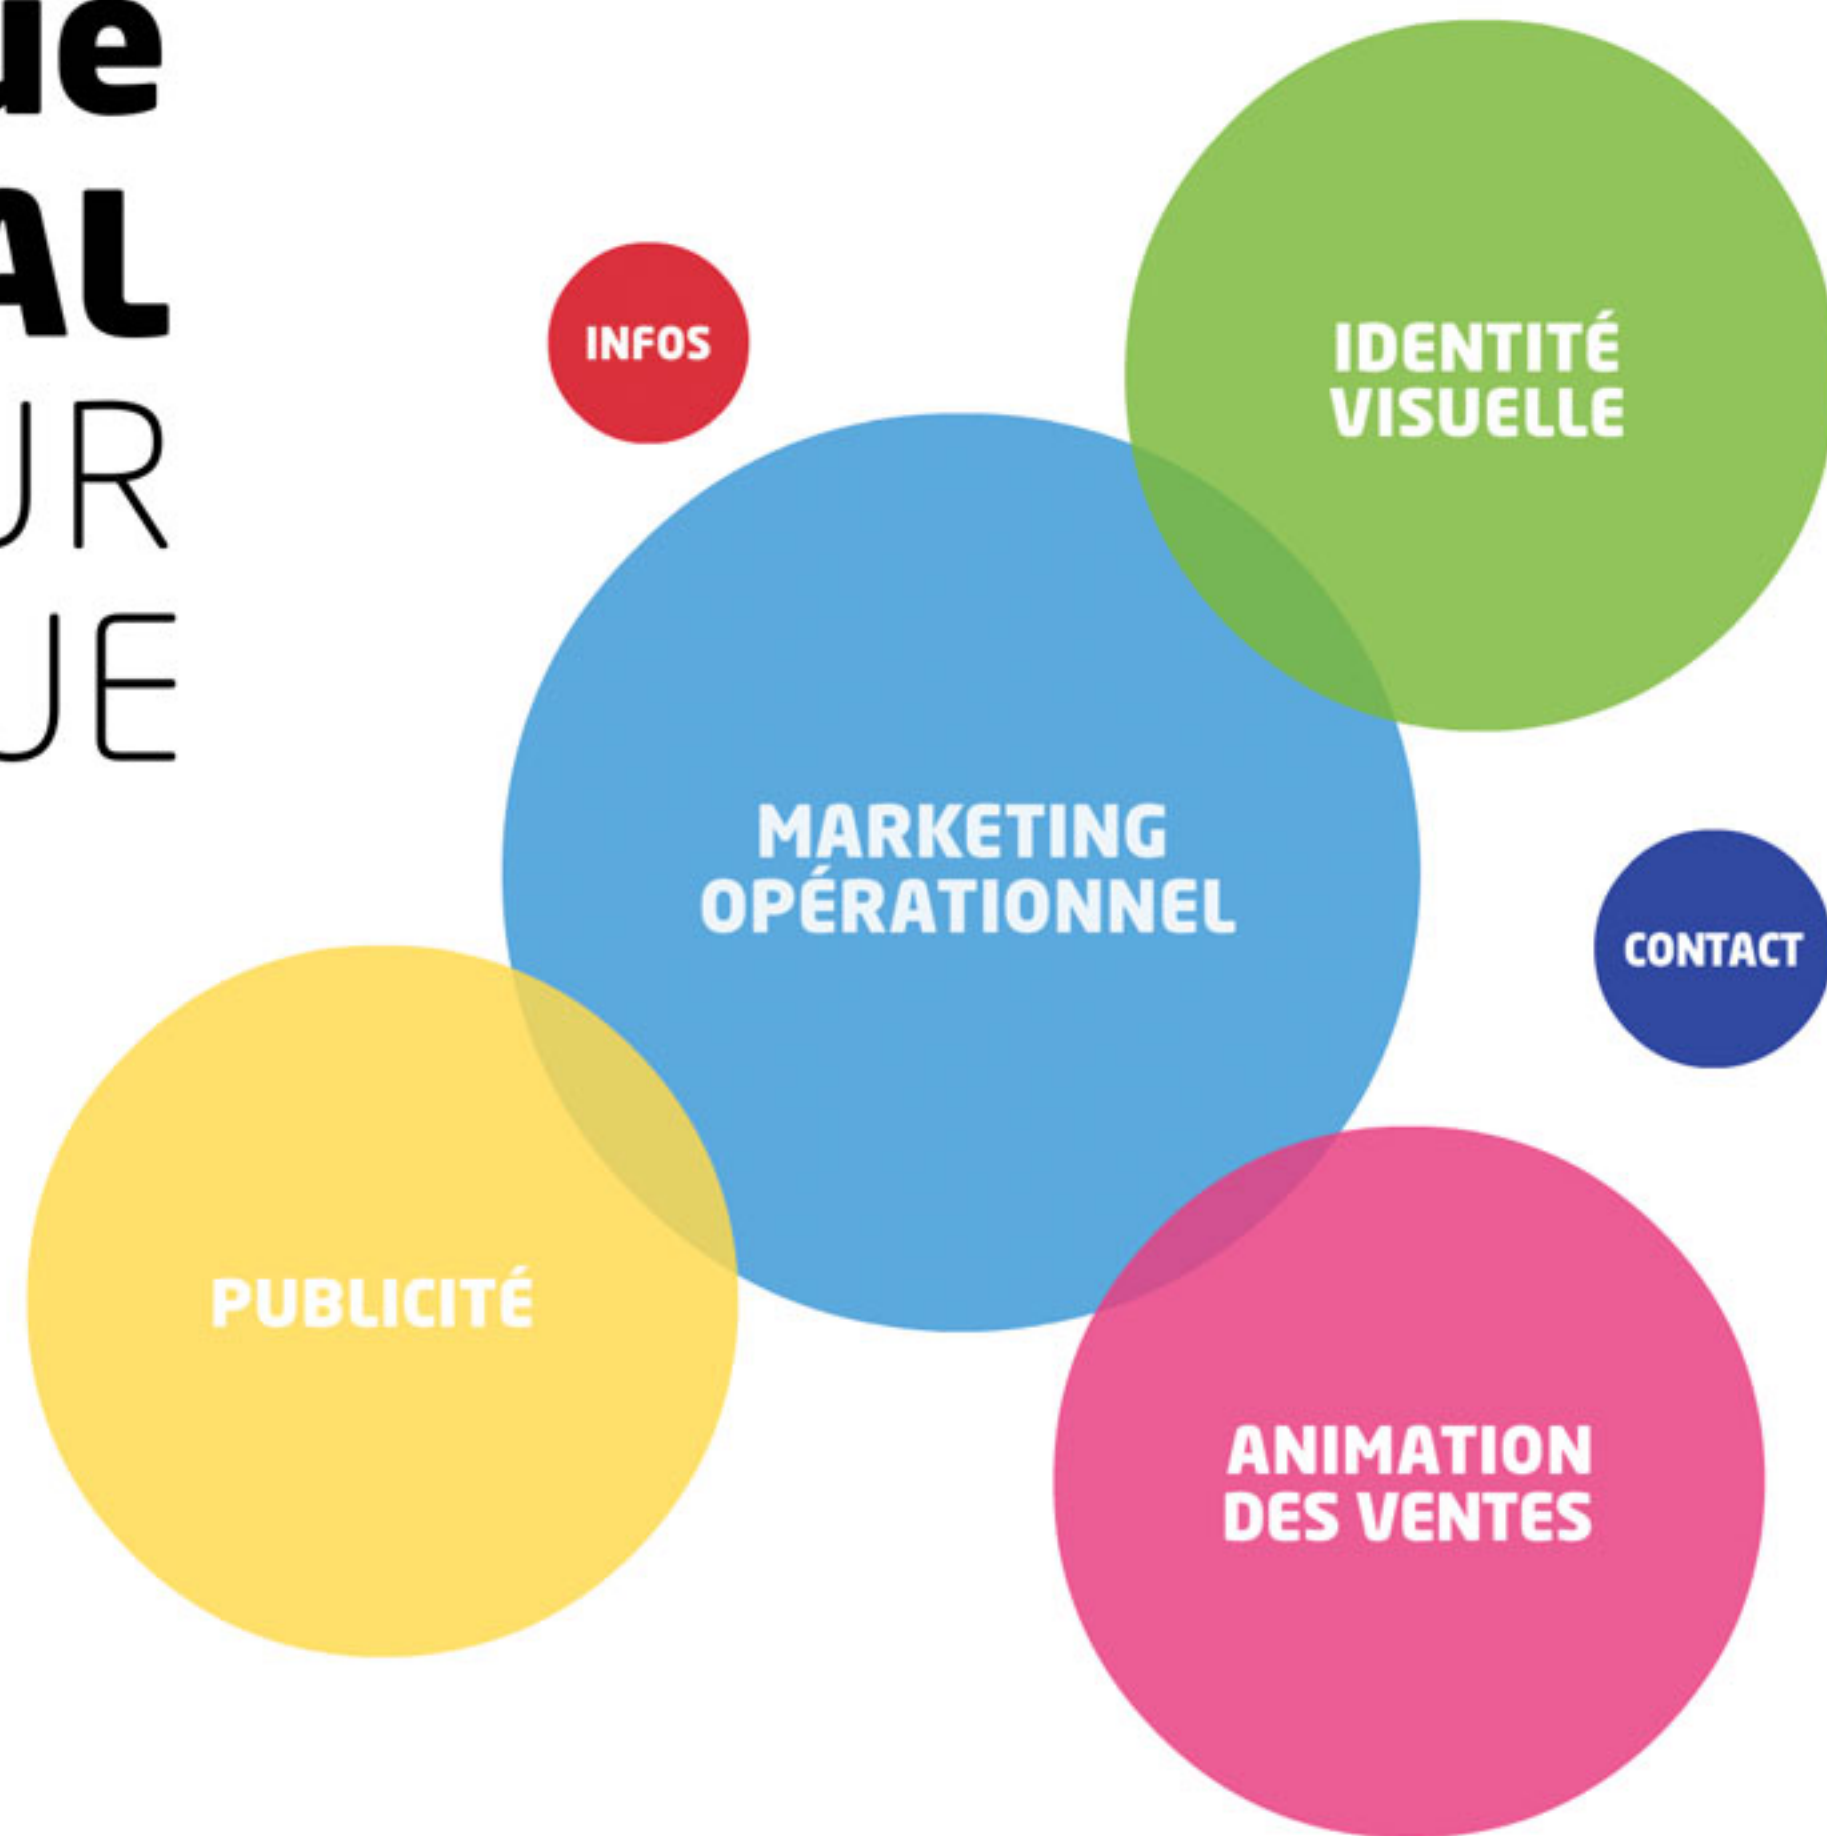 ue
AL
UR
UE
INFOS
IDENTITÉ
VISUELLE
MARKETING
OPÉRATIONNEL
CONTACT
PUBLICITÉ
ANIMATION
DES VENTES